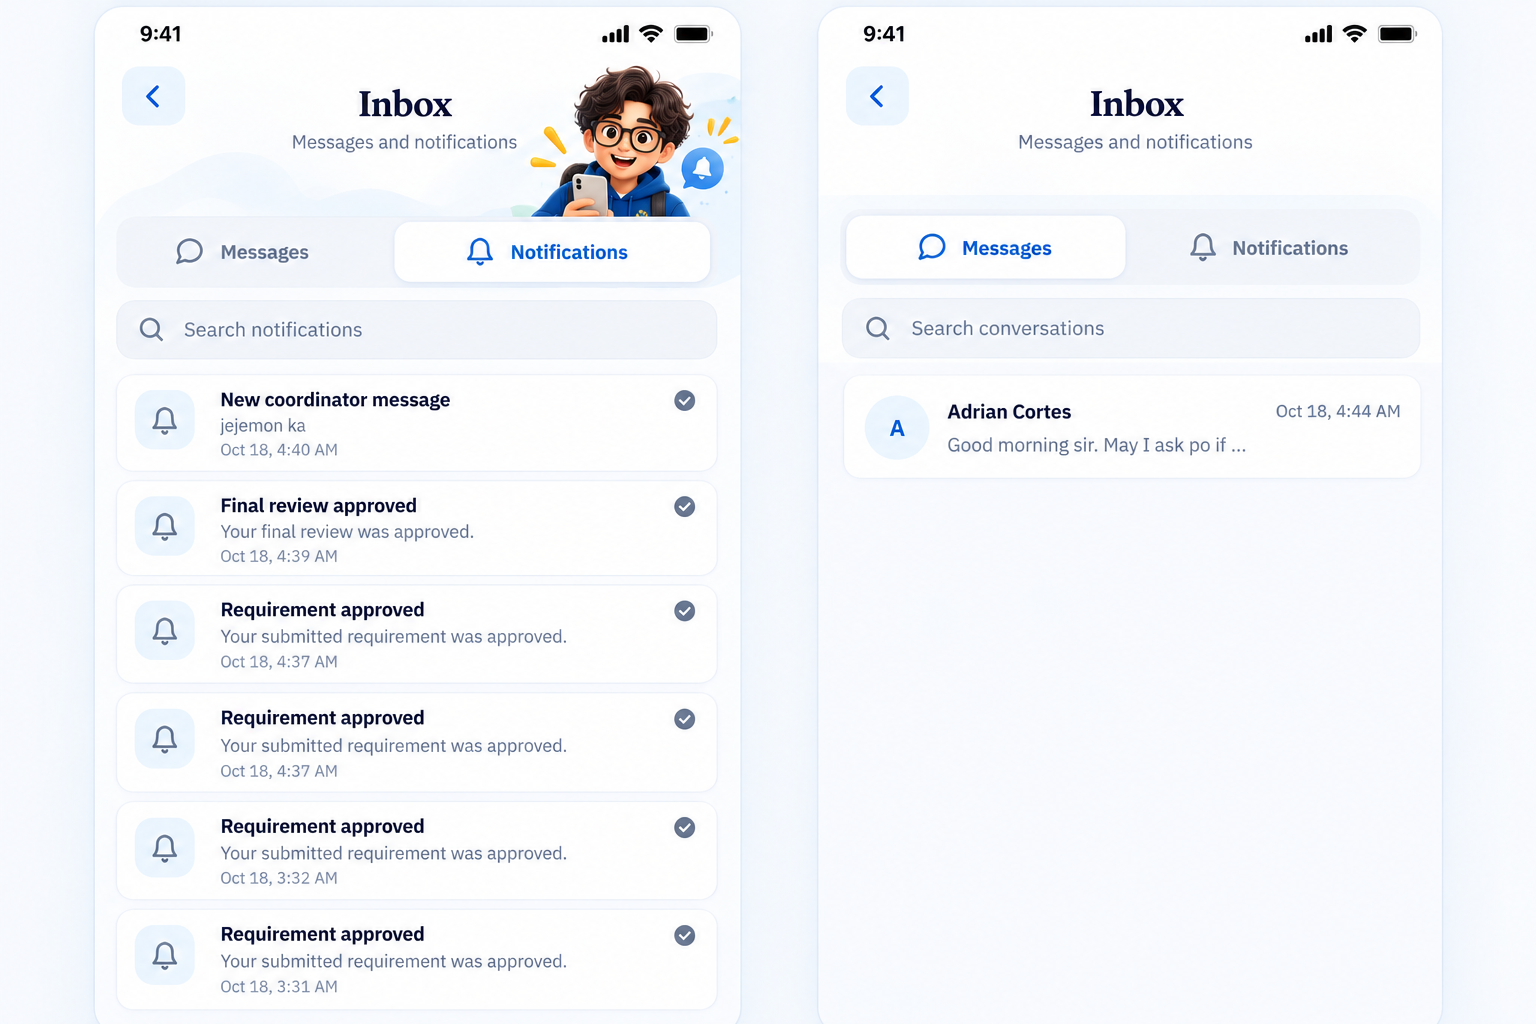 9:41
Inbox
Messages and notifications
Messages
Notifications
Search notifications
New coordinator message
jejemon ka
Oct 18, 4:40 AM
Final review approved
Your final review was approved.
Oct 18, 4:39 AM
Requirement approved
Your submitted requirement was approved.
Oct 18, 4:37 AM
Requirement approved
Your submitted requirement was approved.
Oct 18, 4:37 AM
Requirement approved
Your submitted requirement was approved.
Oct 18, 3:32 AM
Requirement approved
Your submitted requirement was approved.
Oct 18, 3:31 AM
9:41
Inbox
Messages and notifications
Messages
Notifications
Search conversations
A
Adrian Cortes
Oct 18, 4:44 AM
Good morning sir. May I ask po if ...